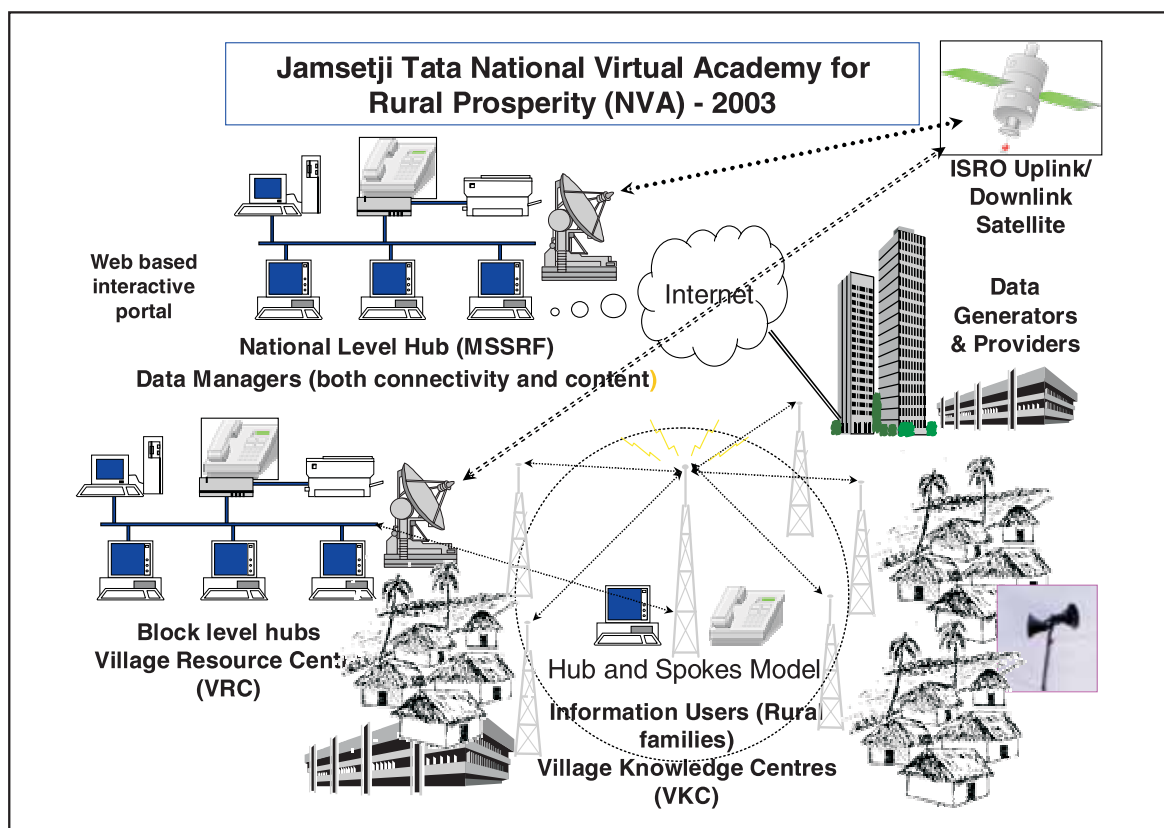 Jamsetji Tata National Virtual Academy for
Rural Prosperity (NVA) - 2003
ISRO Uplink/
Downlink
Satellite
Web based
interactive
portal
Internet
Data
Generators
& Providers
National Level Hub (MSSRF)
Data Managers (both connectivity and content)
Block level hubs
Village Resource Cent
(VRC)
Hub and Spokes Model
Information Users (Rural
families)
Village Knowledge Centres
(VKC)